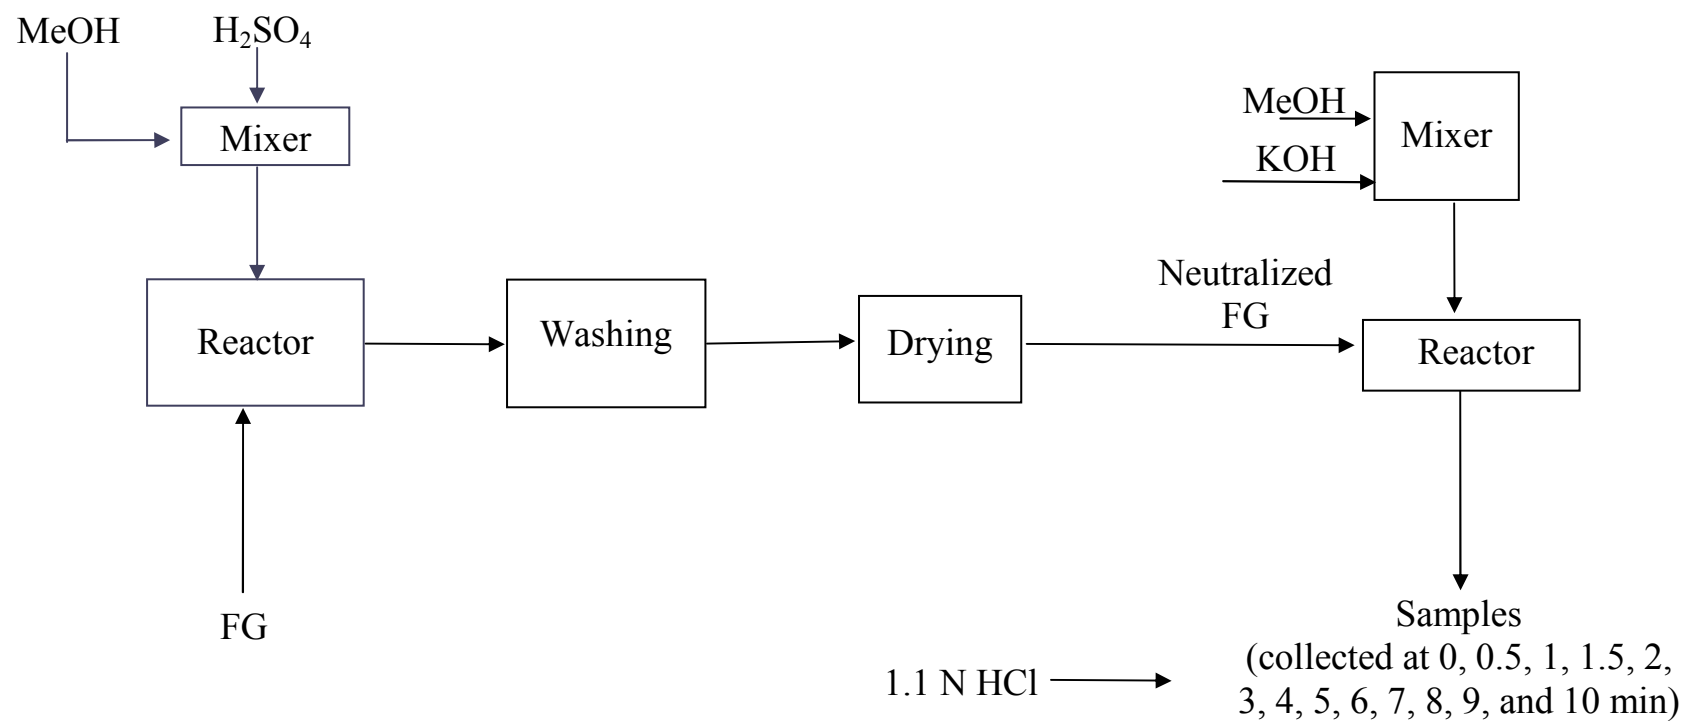 MeOH
H₂SO₄
Mixer
MeOH
KOH
Mixer
Reactor
Washing
Drying
Neutralized
FG
Reactor
FG
Samples
(collected at 0, 0.5, 1, 1.5, 2,
3, 4, 5, 6, 7, 8, 9, and 10 min)
1.1 N HCl